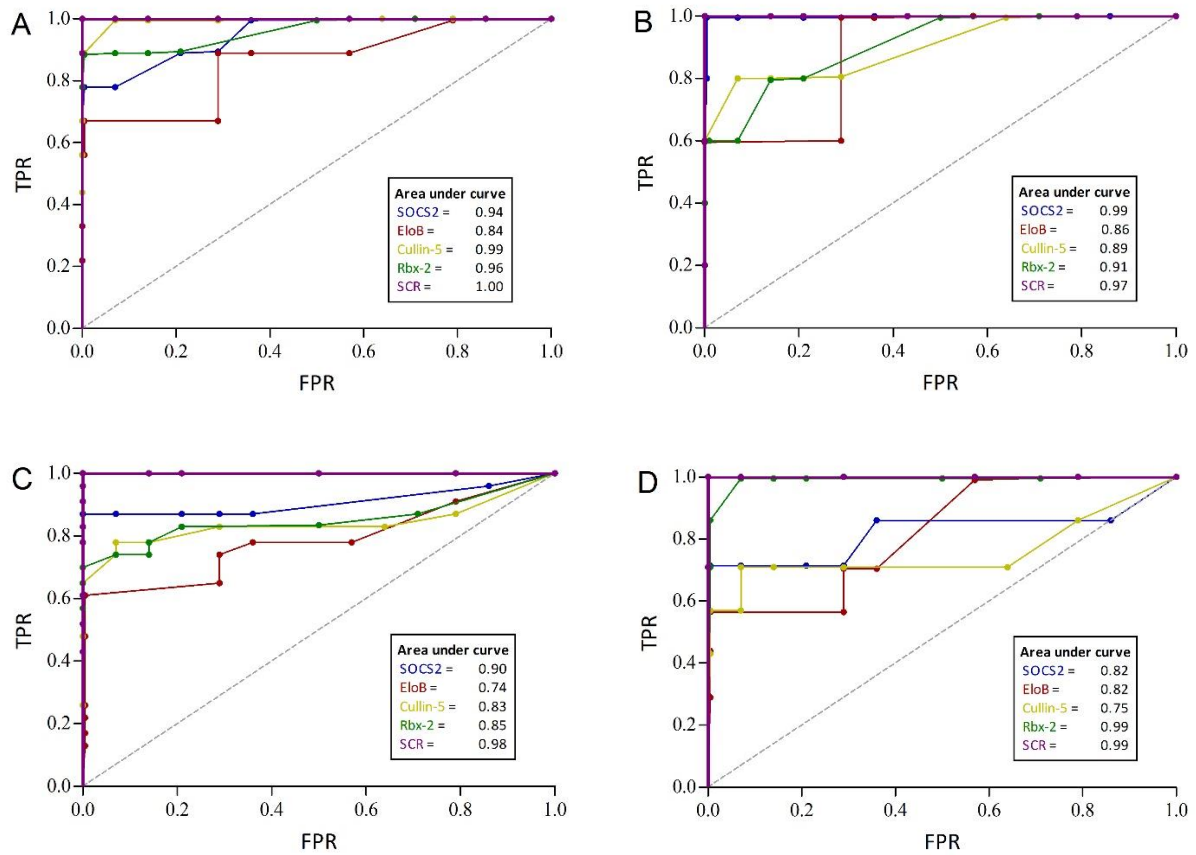 A
1.0
0.8
0.6
0.4
0.2
0.0
TPR
0.0 0.2 0.4 0.6 0.8 1.0
FPR
Area under curve
SOCS2 = 0.94
EloB = 0.84
Cullin-5 = 0.99
Rbx-2 = 0.96
SCR = 1.00
B
1.0
0.8
0.6
0.4
0.2
0.0
TPR
0.0 0.2 0.4 0.6 0.8 1.0
FPR
Area under curve
SOCS2 = 0.99
EloB = 0.86
Cullin-5 = 0.89
Rbx-2 = 0.91
SCR = 0.97
C
1.0
0.8
0.6
0.4
0.2
0.0
TPR
0.0 0.2 0.4 0.6 0.8 1.0
FPR
Area under curve
SOCS2 = 0.90
EloB = 0.74
Cullin-5 = 0.83
Rbx-2 = 0.85
SCR = 0.98
D
1.0
0.8
0.6
0.4
0.2
0.0
TPR
0.0 0.2 0.4 0.6 0.8 1.0
FPR
Area under curve
SOCS2 = 0.82
EloB = 0.82
Cullin-5 = 0.75
Rbx-2 = 0.99
SCR = 0.99